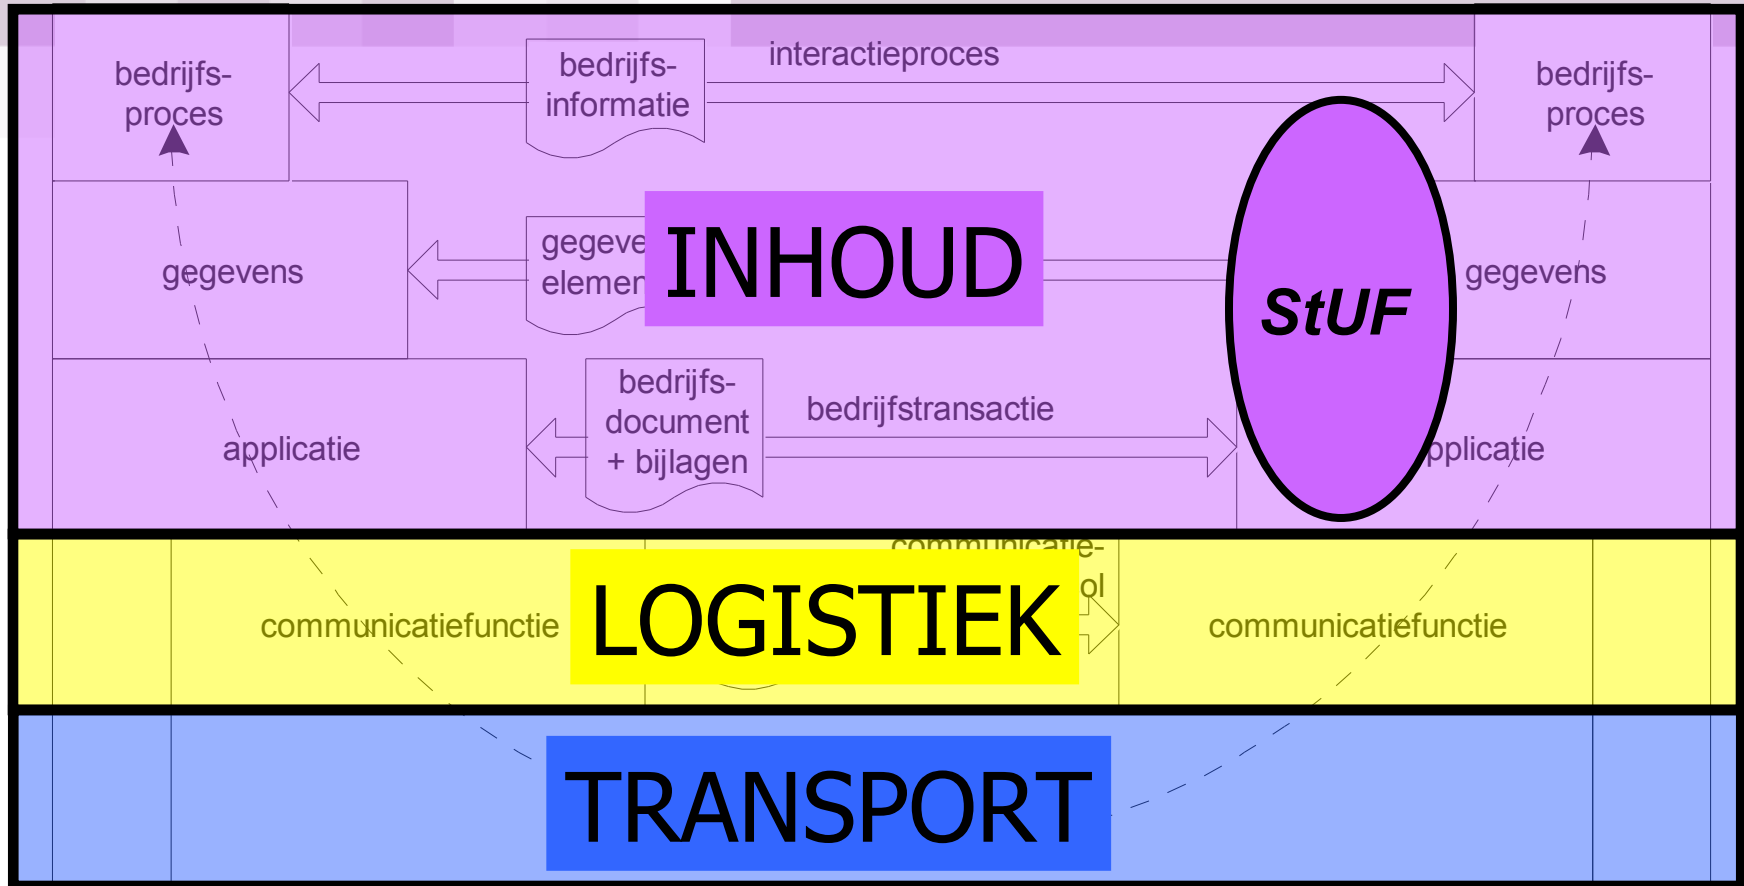 interactieproces
bedrijfs-
proces
bedrijfs-
informatie
bedrijfs-
proces
gegevens
INHOUD
StUF
gegevens
bedrijfs-
document
+ bijlagen
bedrijfstransactie
applicatie
communicatie-
communicatiefunctie
LOGISTIEK
communicatiefunctie
TRANSPORT